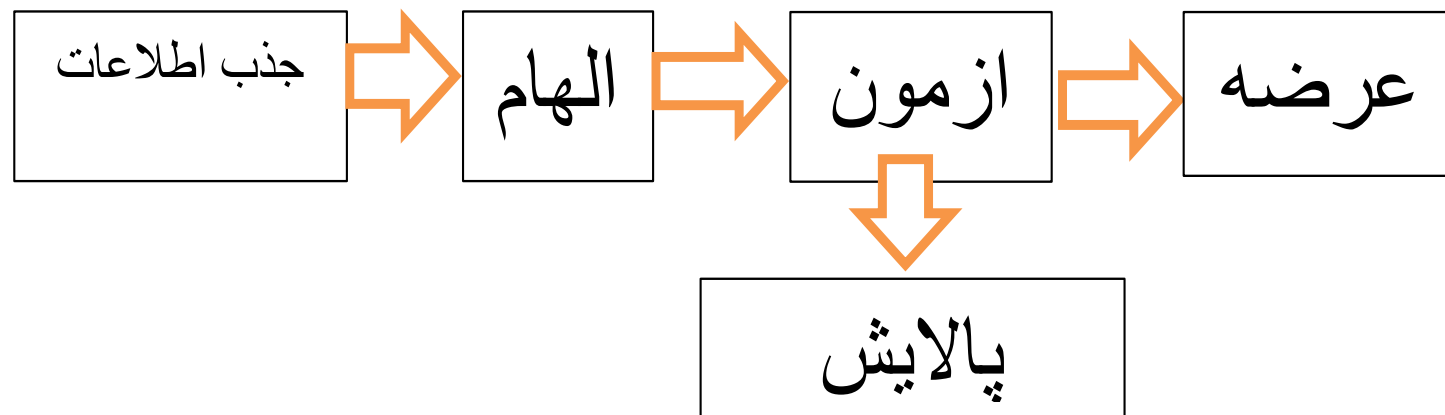 جذب اطلاعات
الهام
ازمون
عرضه
پالایش